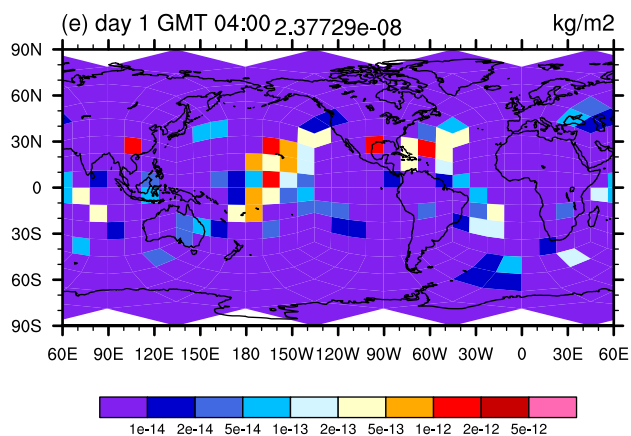 (e) day 1 GMT 04:00 2.37729e-08 kg/m2
90N
60N
30N
0
30S
60S
90S
60E 90E 120E 150E 180 150W 120W 90W 60W 30W 0 30E 60E
1e-14 2e-14 5e-14 1e-13 2e-13 5e-13 1e-12 2e-12 5e-12